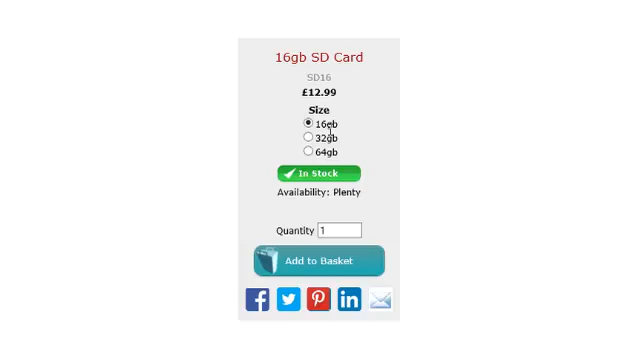 16gb SD Card
SD16
£12.99
Size
16gb
32gb
64gb
In Stock
Availability: Plenty
Quantity 1
Add to Basket